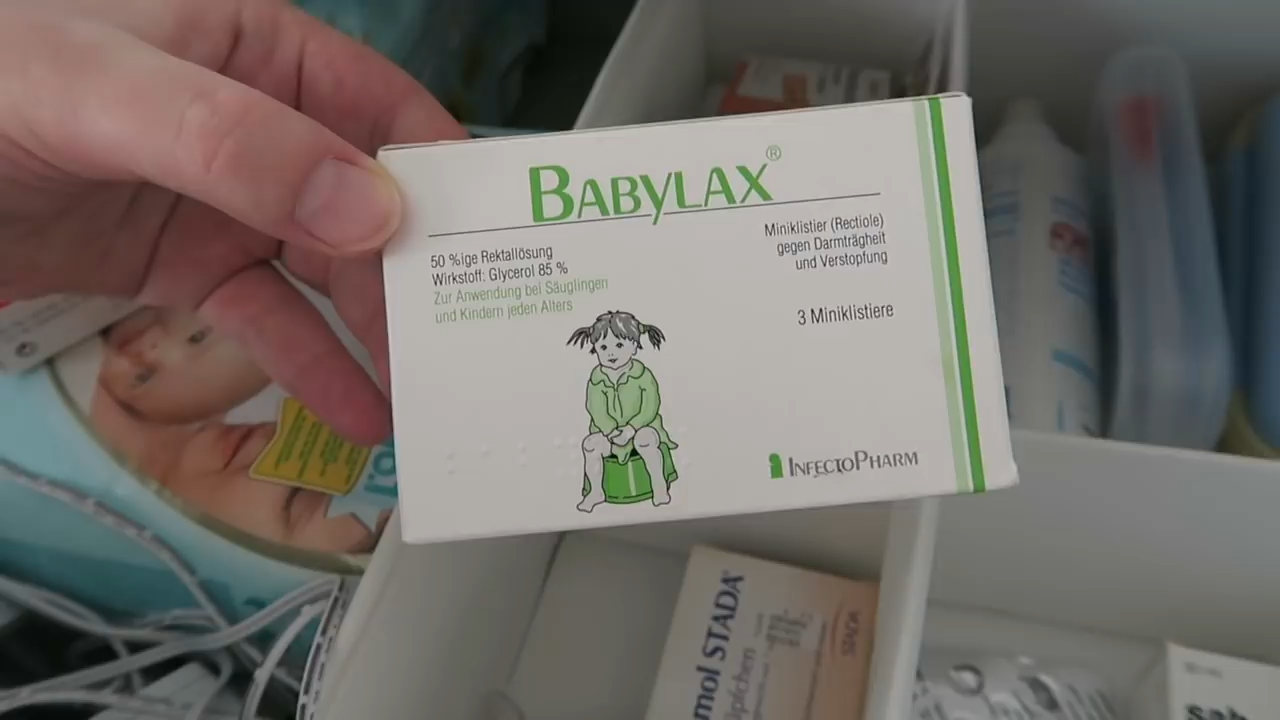 BABYLAX®
50 %ige Rektallösung
Wirkstoff: Glycerol 85 %
Zur Anwendung bei Säuglingen
und Kindern jeden Alters
Miniklistier (Rectiole)
gegen Darmträgheit
und Verstopfung
3 Miniklistiere
INFECTOPHARM
mol STADA®
STADA